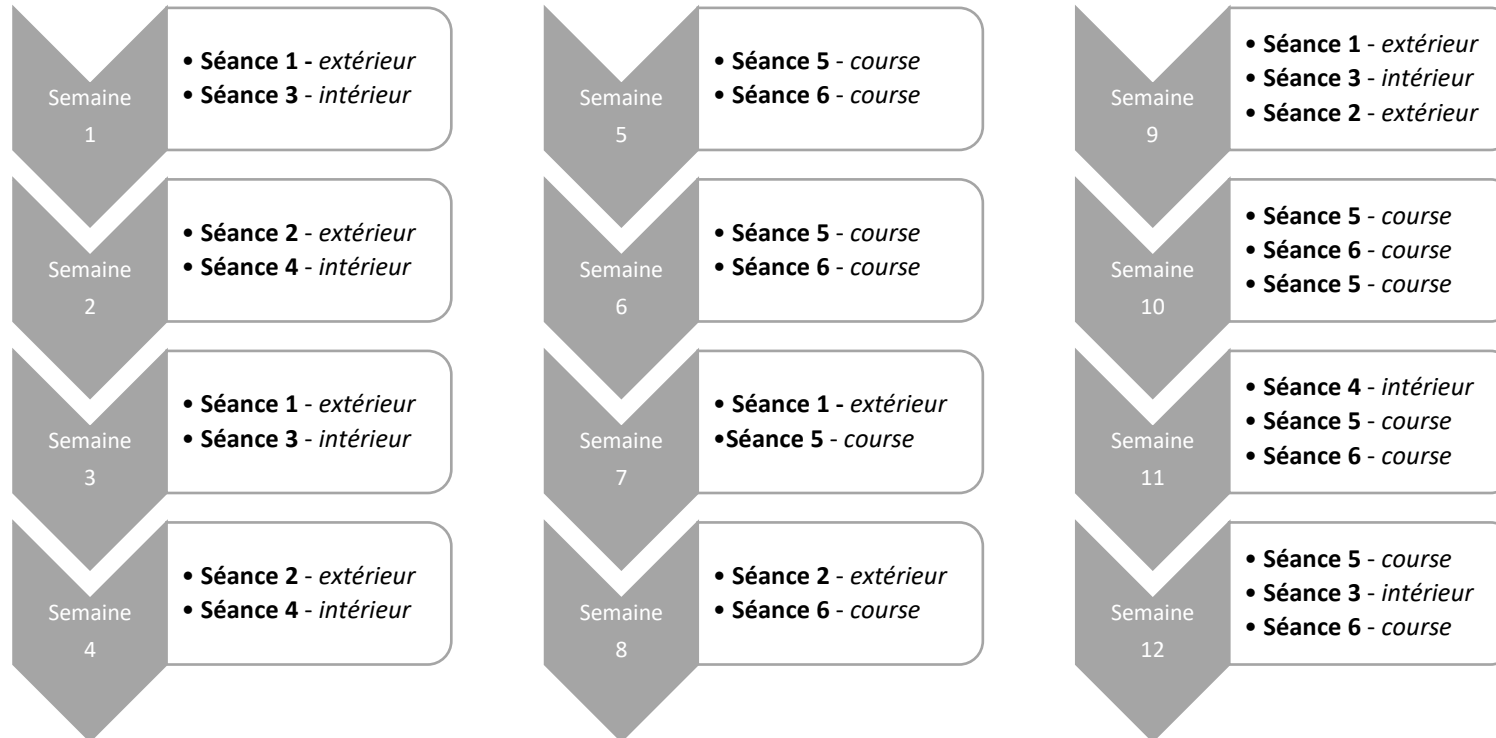 Semaine
1
• Séance 1 - extérieur
• Séance 3 - intérieur
Semaine
2
• Séance 2 - extérieur
• Séance 4 - intérieur
Semaine
3
• Séance 1 - extérieur
• Séance 3 - intérieur
Semaine
4
• Séance 2 - extérieur
• Séance 4 - intérieur
Semaine
5
• Séance 5 - course
• Séance 6 - course
Semaine
6
• Séance 5 - course
• Séance 6 - course
Semaine
7
• Séance 1 - extérieur
•Séance 5 - course
Semaine
8
• Séance 2 - extérieur
• Séance 6 - course
Semaine
9
• Séance 1 - extérieur
• Séance 3 - intérieur
• Séance 2 - extérieur
Semaine
10
• Séance 5 - course
• Séance 6 - course
• Séance 5 - course
Semaine
11
• Séance 4 - intérieur
• Séance 5 - course
• Séance 6 - course
Semaine
12
• Séance 5 - course
• Séance 3 - intérieur
• Séance 6 - course